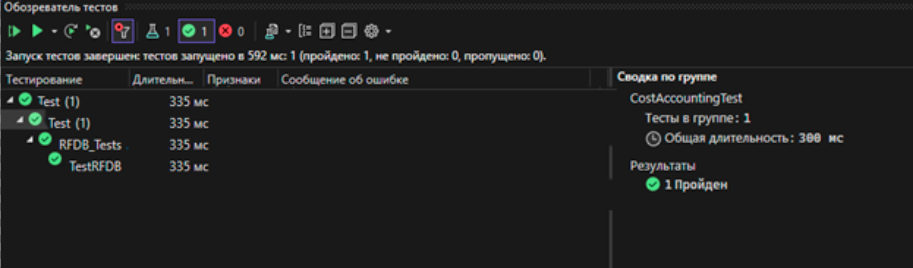 Обозреватель тестов
1 1 0
Запуск тестов завершен: тестов запущено в 592 мс: 1 (пройдено: 1, не пройдено: 0, пропущено: 0).
Тестирование Длительн... Признаки Сообщение об ошибке
Test (1) 335 мс
Test (1) 335 мс
RFDB_Tests 335 мс
TestRFDB 335 мс
Сводка по группе
CostAccountingTest
Тесты в группе: 1
Общая длительность: 300 мс
Результаты
1 Пройден